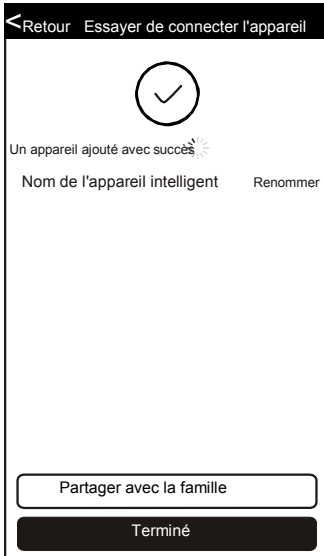 <Retour Essayer de connecter l'appareil
Un appareil ajouté avec succès
Nom de l'appareil intelligent Renommer
Partager avec la famille
Terminé